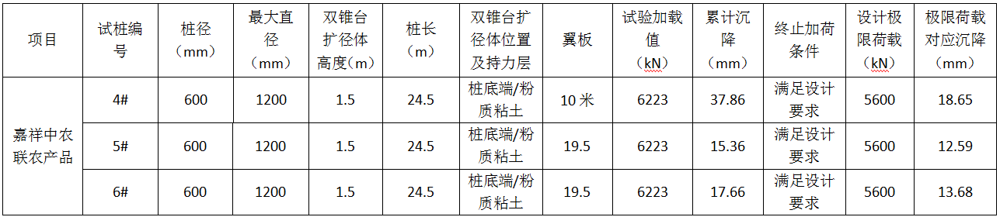 项目
试桩编
号
桩径
（mm）
最大直
径
（mm）
双锥台
扩径体
高度（m）
桩长
（m）
双锥台扩
径体位置
及持力层
翼板
试验加载
值
（kN）
累计沉
降
（mm）
终止加荷
条件
设计极
限荷载
（kN）
极限荷载
对应沉降
（mm）
嘉祥中农
联农产品
4#
600
1200
1.5
24.5
桩底端/粉
质粘土
10 米
6223
37.86
满足设计
要求
5600
18.65
5#
600
1200
1.5
24.5
桩底端/粉
质粘土
19.5
6223
15.36
满足设计
要求
5600
12.59
6#
600
1200
1.5
24.5
桩底端/粉
质粘土
19.5
6223
17.66
满足设计
要求
5600
13.68